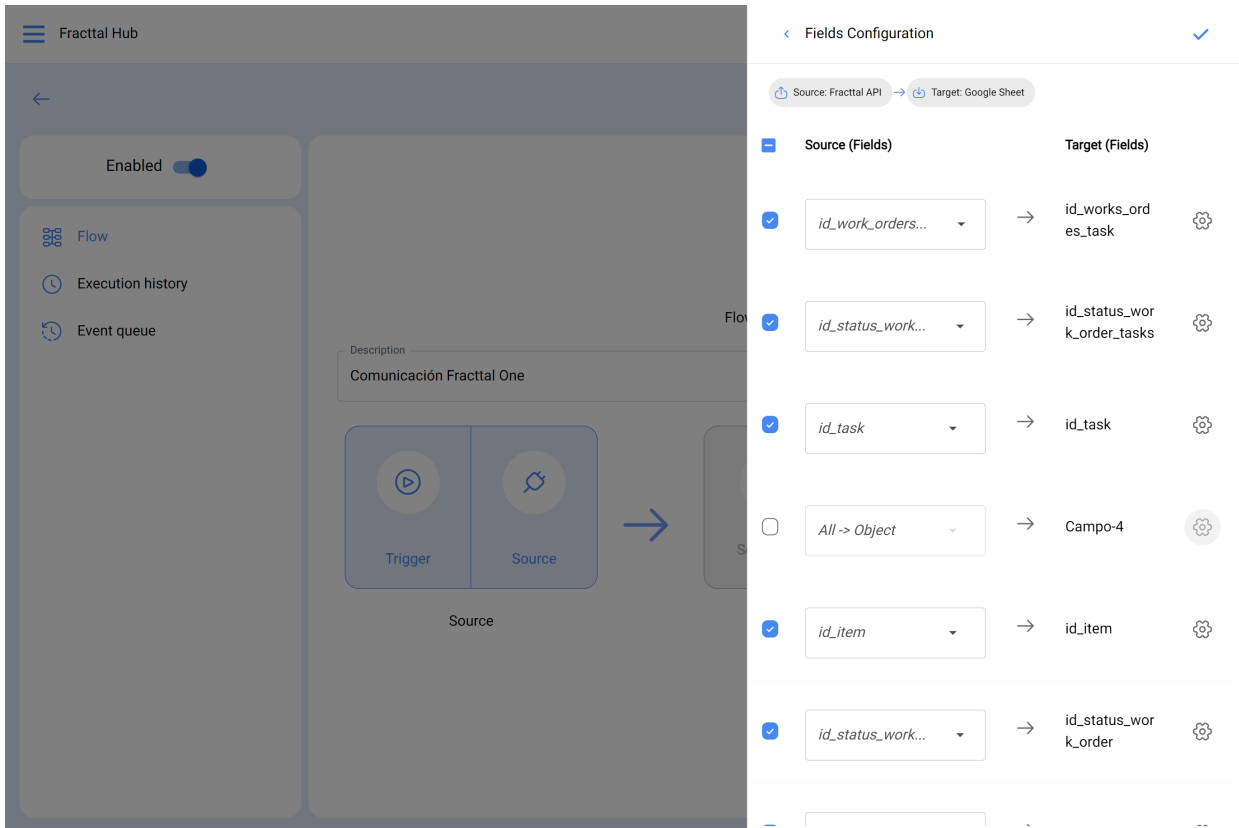 Fracttal Hub
Enabled
Flow
Execution history
Event queue
Flo
Description
Comunicación Fracttal One
Trigger
Source
Source
Fields Configuration
Source: Fracttal API
Target: Google Sheet
Source (Fields)
Target (Fields)
id_work_orders...
id_works_ord
es_task
id_status_work...
id_status_wor
k_order_tasks
id_task
id_task
All -> Object
Campo-4
id_item
id_item
id_status_work...
id_status_wor
k_order